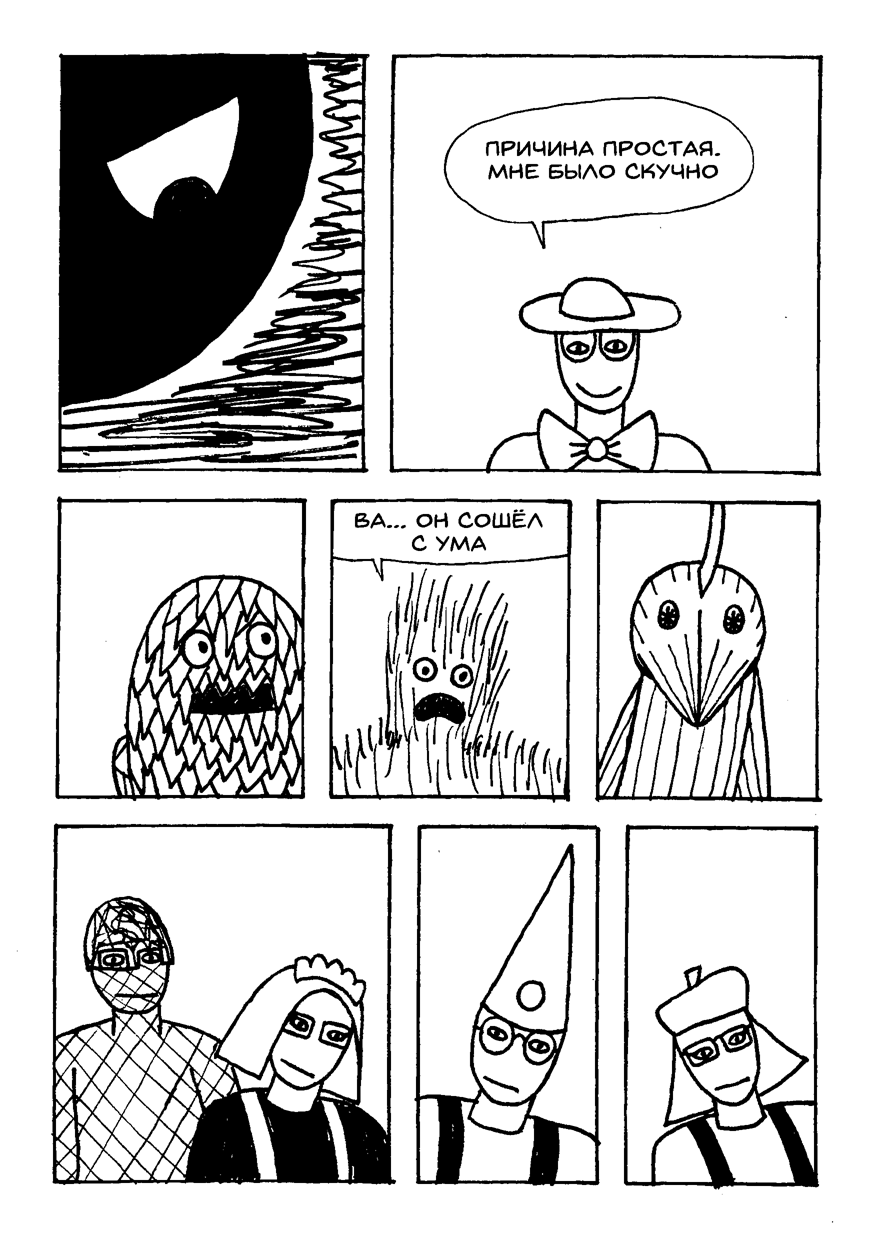 ПРИЧИНА ПРОСТАЯ.
МНЕ БЫЛО СКУЧНО
ВА... ОН СОШЁЛ
С УМА